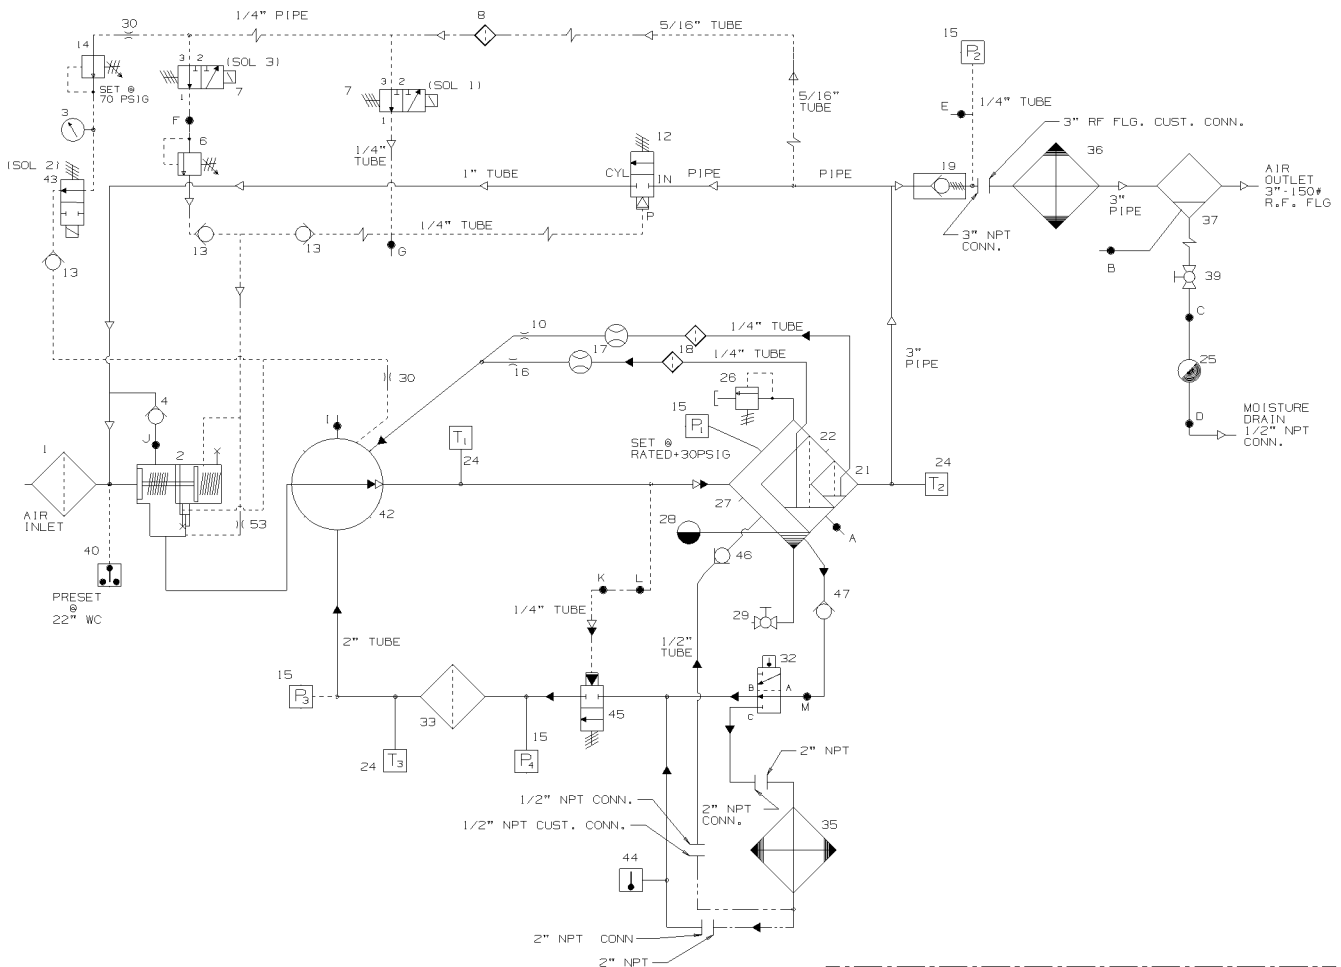 30
1/4" PIPE
8
5/16" TUBE
15
P2
14
3 2
(SOL 3)
7
1
SET @
70 PSIG
3 2
(SOL 1)
7
1
5/16"
TUBE
E
1/4" TUBE
3" RF FLG. CUST. CONN.
3
F
6
1/4"
TUBE
12
36
(SOL 2)
43
CYL
IN
P
1" TUBE
PIPE
PIPE
19
3"
PIPE
AIR
OUTLET
3"-150#
R.F. FLG
37
13
13
1/4" TUBE
G
3" NPT
CONN.
13
B
39
C
10
1/4" TUBE
17
18
1/4" TUBE
16
3"
PIPE
25
30
26
4
I
15
P1
SET @
RATED+30PSIG
D
MOISTURE
DRAIN
1/2" NPT
CONN.
J
T1
22
1
2
24
21
24
T2
AIR
INLET
53
42
27
28
A
40
46
PRESET
@
22" WC
K
L
47
1/4" TUBE
29
2" TUBE
1/2"
TUBE
32
15
P3
B
A
C
M
45
33
15
24
T3
P4
2" NPT
1/2" NPT CONN.
2" NPT
CONN.
1/2" NPT CUST. CONN.
35
44
2" NPT CONN
2" NPT